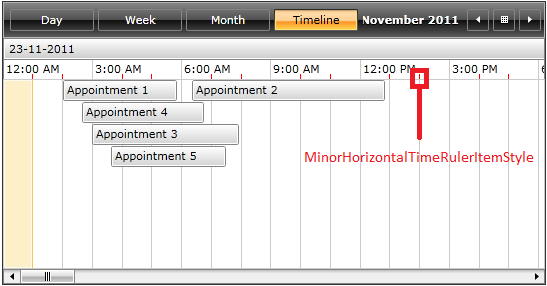 Day Week Month Timeline November 2011
23-11-2011
12:00 AM 3:00 AM 6:00 AM 9:00 AM 12:00 PM 3:00 PM 6
Appointment 1 Appointment 2
Appointment 4
Appointment 3
Appointment 5
MinorHorizontalTimeRulerItemStyle